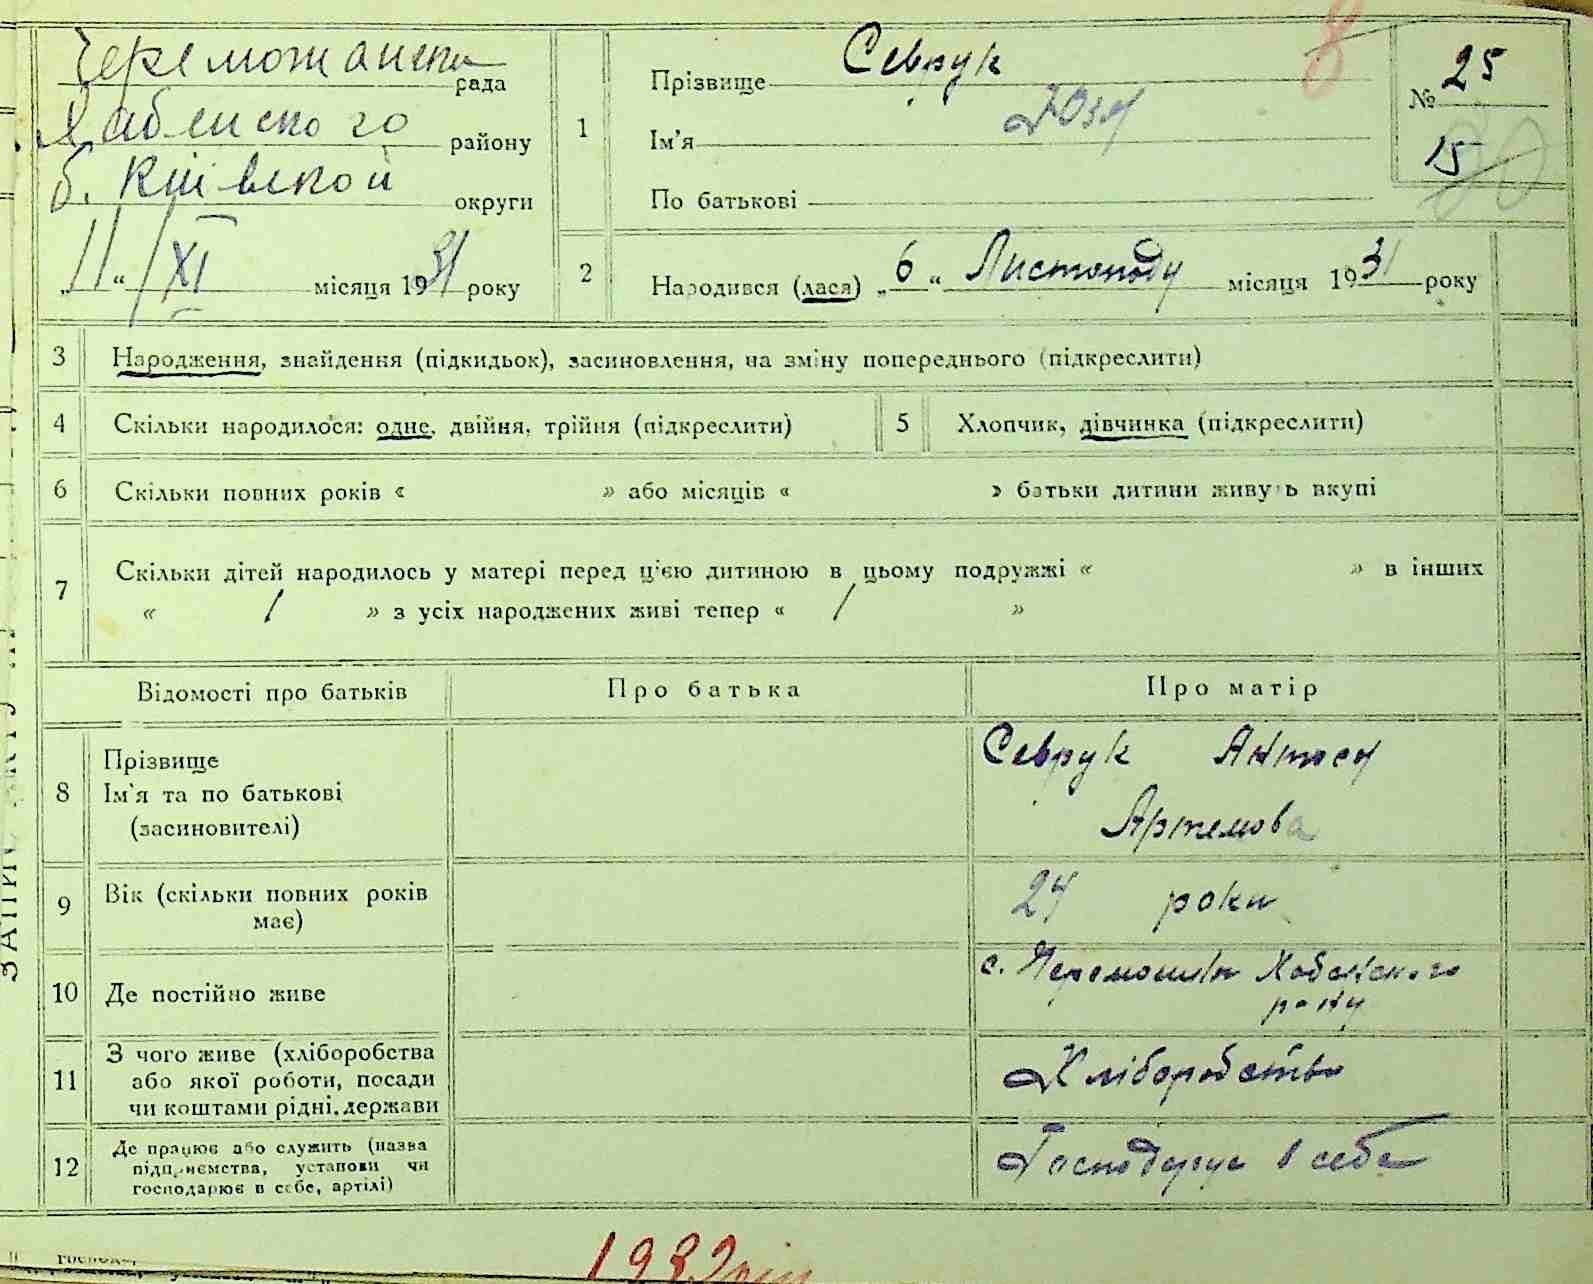 Черемошанська рада
Хабенського району
б. Київської округи
„11“ / XI місяця 1931 року
1
Прізвище Севрук
Ім'я Юзя
По батькові
№ 25
15
2
Народився (лася) „6“ Листопаду місяця 1931 року
3 Народження, знайдення (підкидьок), засиновлення, на зміну попереднього (підкреслити)
4 Скільки народилося: одне, двійня, трійня (підкреслити)
5 Хлопчик, дівчинка (підкреслити)
6 Скільки повних років « » або місяців « » батьки дитини живуть вкупі
7 Скільки дітей народилось у матері перед цією дитиною в цьому подружжі « » в інших
« / » з усіх народжених живі тепер « / »
Відомості про батьків
Про батька
Про матір
8 Прізвище
Ім'я та по батькові
(засиновителі)
Севрук Антося
Артемова
9 Вік (скільки повних років
має)
24 роки
10 Де постійно живе
с. Черемошня Хабенського
р-ну
11 З чого живе (хліборобства
або якої роботи, посади
чи коштами рідні, держави
Хліборобство
12 Де працює або служить (назва
підприємства, установи чи
господарює в себе, артілі)
Господарує в себе